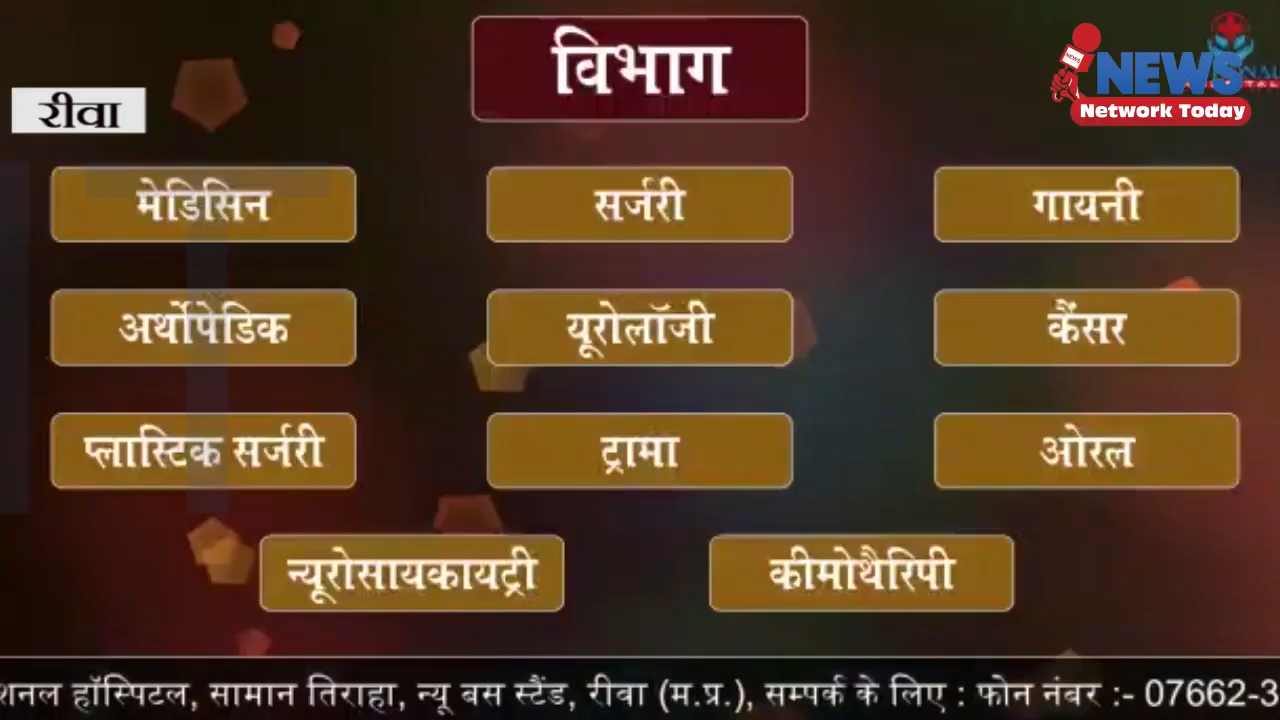 विभाग
रीवा
NEWS
NEWS
Network Today
मेडिसिन
सर्जरी
गायनी
अर्थोपेडिक
यूरोलॉजी
कैंसर
प्लास्टिक सर्जरी
ट्रामा
ओरल
न्यूरोसायकायट्री
कीमोथैरिपी
शनल हॉस्पिटल, सामान तिराहा, न्यू बस स्टैंड, रीवा (म.प्र.), सम्पर्क के लिए : फोन नंबर :- 07662-3